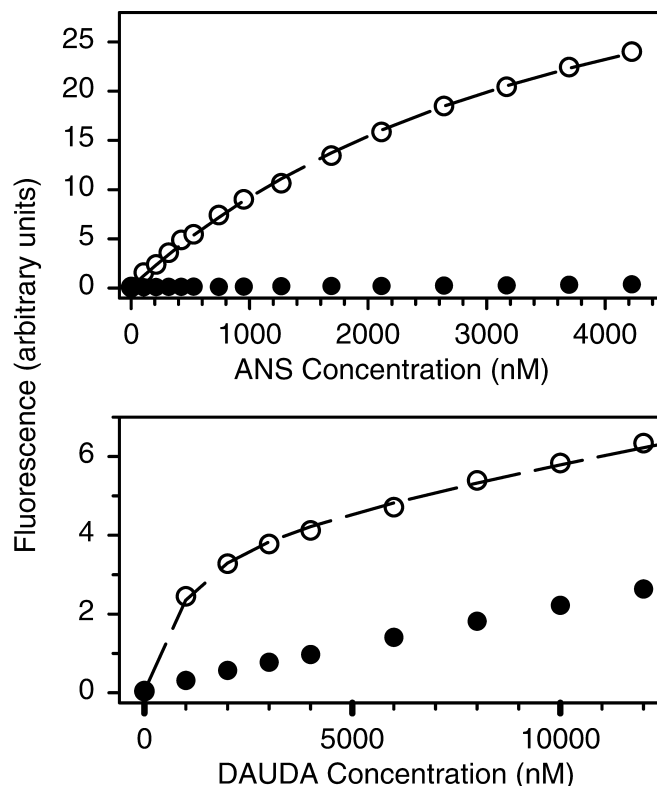 Fluorescence (arbitrary units)
25
20
15
10
5
0
0 1000 2000 3000 4000
ANS Concentration (nM)
6
4
2
0
0 5000 10000
DAUDA Concentration (nM)